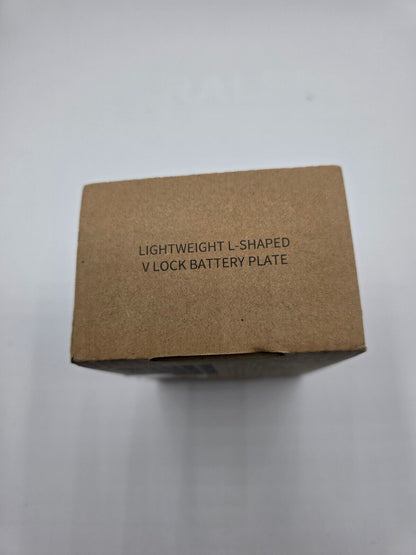 LIGHTWEIGHT L-SHAPED
V LOCK BATTERY PLATE